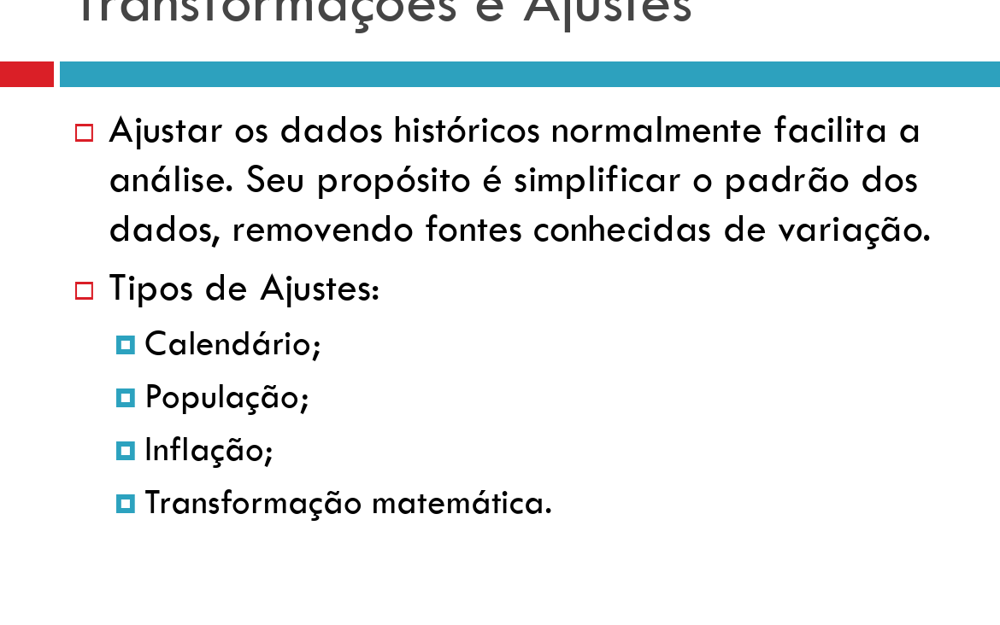 Transformações e Ajustes
Ajustar os dados históricos normalmente facilita a
análise. Seu propósito é simplificar o padrão dos
dados, removendo fontes conhecidas de variação.
Tipos de Ajustes:
Calendário;
População;
Inflação;
Transformação matemática.